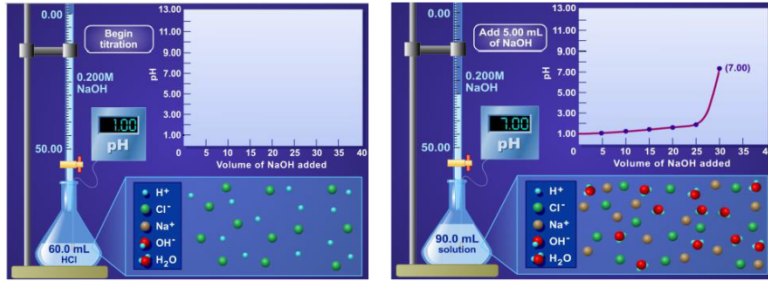 0.00
Begin
titration
0.200M
NaOH
1.00
pH
50.00
60.0 mL
HCl
13.00
11.00
9.00
7.00
5.00
3.00
1.00
pH
0
5
10
15
20
25
30
35
40
Volume of NaOH added
H+
Cl−
Na+
OH−
H2O
0.00
Add 5.00 mL
of NaOH
0.200M
NaOH
7.00
pH
50.00
90.0 mL
solution
13.00
11.00
9.00
7.00
5.00
3.00
1.00
pH
(7.00)
0
5
10
15
20
25
30
35
40
Volume of NaOH added
H+
Cl−
Na+
OH−
H2O